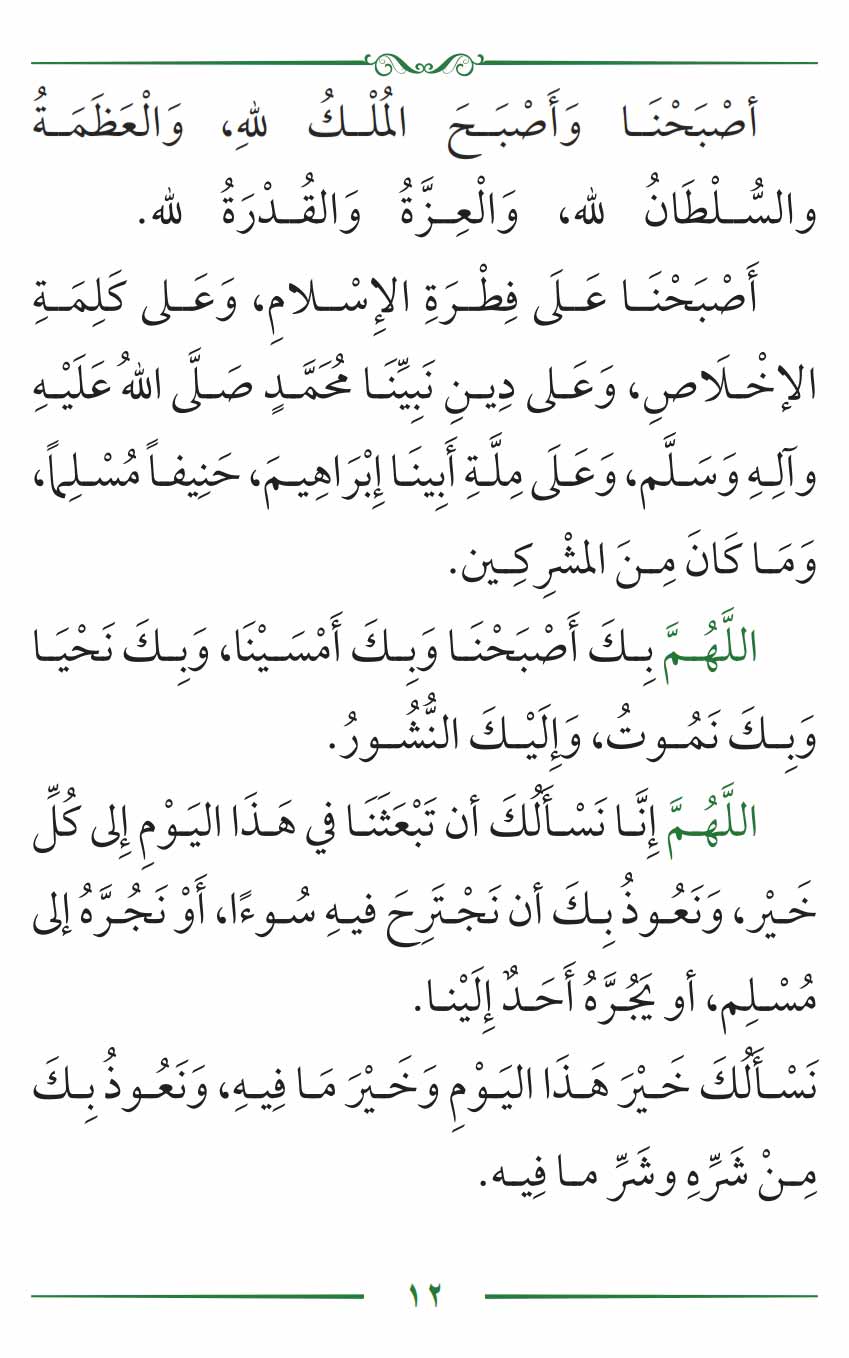 أصْبَحْنَا وَأَصْبَحَ المُلْكُ للهِ، وَالْعَظَمَةُ
والسُّلْطَانُ لله، وَالْعِزَّةُ وَالقُدْرَةُ لله.
أَصْبَحْنَا عَلَى فِطْرَةِ الإِسْلامِ، وَعَلى كَلِمَةِ
الإخْلَاصِ، وَعَلى دِينِ نَبِيِّنَا مُحَمَّدٍ صَلَّى اللهُ عَلَيْهِ
وآلِهِ وَسَلَّم، وَعَلَى مِلَّةِ أَبِينَا إِبْرَاهِيمَ، حَنِيفاً مُسْلِماً،
وَمَا كَانَ مِنَ المشْرِكِين.
اللَّهُمَّ بِكَ أَصْبَحْنَا وَبِكَ أَمْسَيْنَا، وَبِكَ نَحْيَا
وَبِكَ نَمُوتُ، وَإِلَيْكَ النُّشُورُ.
اللَّهُمَّ إِنَّا نَسْأَلُكَ أن تَبْعَثَنَا في هَذَا اليَوْمِ إِلى كُلِّ
خَيْر، وَنَعُوذُ بِكَ أن نَجْتَرِحَ فيهِ سُوءًا، أَوْ نَجُرَّهُ إلى
مُسْلِم، أو يَجُرَّهُ أَحَدٌ إِلَيْنا.
نَسْأَلُكَ خَيْرَ هَذَا اليَوْمِ وَخَيْرَ مَا فِيهِ، وَنَعُوذُ بِكَ
مِنْ شَرِّهِ وشَرِّ ما فِيه.
١٢